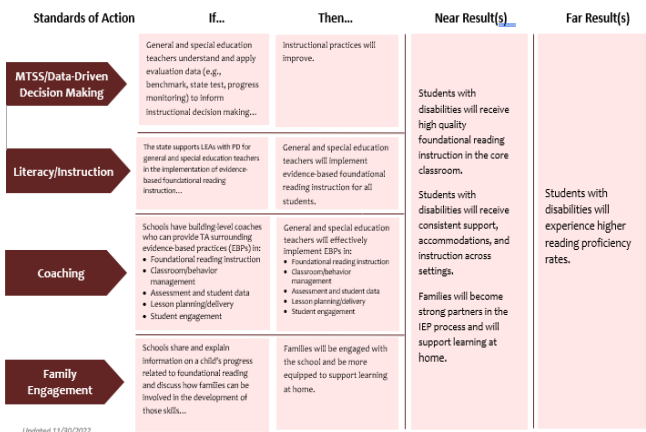 Standards of Action
If...
Then...
Near Result(s)
Far Result(s)
MTSS/Data-Driven
Decision Making
General and special education
teachers understand and apply
evaluation data (e.g.,
benchmark, state test, progress
monitoring) to inform
instructional decision making...
Instructional practices will
improve.
Literacy/Instruction
The state supports LEAs with PD for
general and special education teachers
in the implementation of evidence-
based foundational reading
instruction...
General and special education
teachers will implement
evidence-based foundational
reading instruction for all
students.
Coaching
Schools have building-level coaches
who can provide TA surrounding
evidence-based practices (EBPs) in:
• Foundational reading instruction
• Classroom/behavior
management
• Assessment and student data
• Lesson planning/delivery
• Student engagement
General and special education
teachers will effectively
implement EBPs in:
• Foundational reading instruction
• Classroom/behavior
management
• Assessment and student data
• Lesson planning/delivery
• Student engagement
Family
Engagement
Schools share and explain
information on a child's progress
related to foundational reading
and discuss how families can be
involved in the development of
those skills...
Families will be engaged with
the school and be more
equipped to support learning
at home.
Students with
disabilities will receive
high quality
foundational reading
instruction in the core
classroom.
Students with
disabilities will receive
consistent support,
accommodations, and
instruction across
settings.
Families will become
strong partners in the
IEP process and will
support learning at
home.
Students with
disabilities will
experience higher
reading proficiency
rates.
Updated 11/30/2022